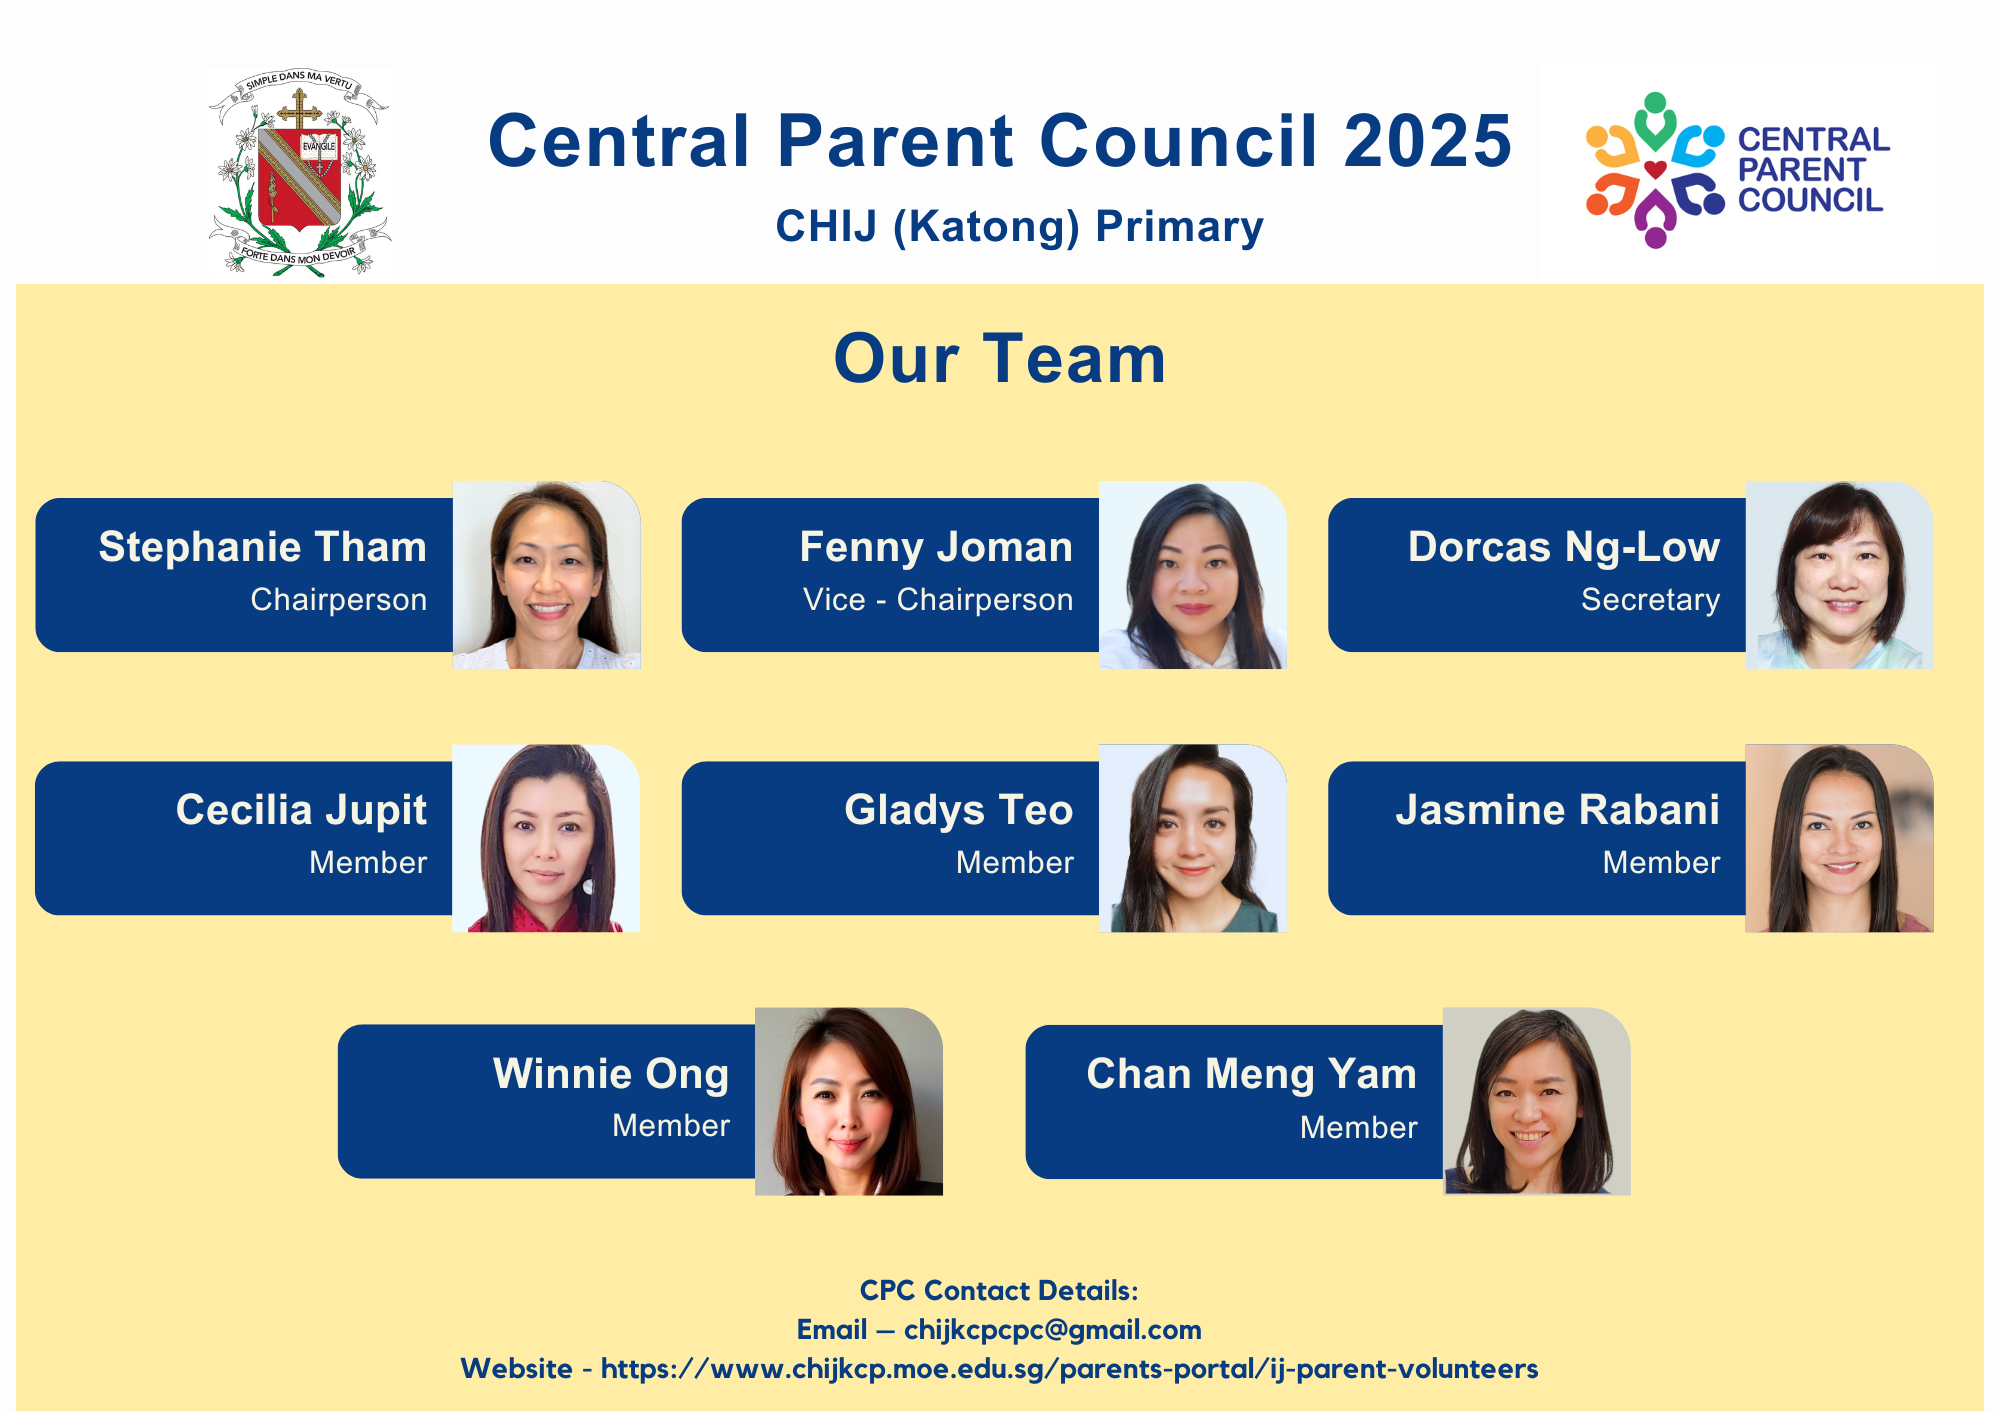 SIMPLE DANS MA VERTU
EVANGILE
FORTE DANS MON DEVOIR
Central Parent Council 2025
CHIJ (Katong) Primary
CENTRAL
PARENT
COUNCIL
Our Team
Stephanie Tham
Chairperson
Fenny Joman
Vice - Chairperson
Dorcas Ng-Low
Secretary
Cecilia Jupit
Member
Gladys Teo
Member
Jasmine Rabani
Member
Winnie Ong
Member
Chan Meng Yam
Member
CPC Contact Details:
Email – chijkcpcpc@gmail.com
Website - https://www.chijkcp.moe.edu.sg/parents-portal/ij-parent-volunteers